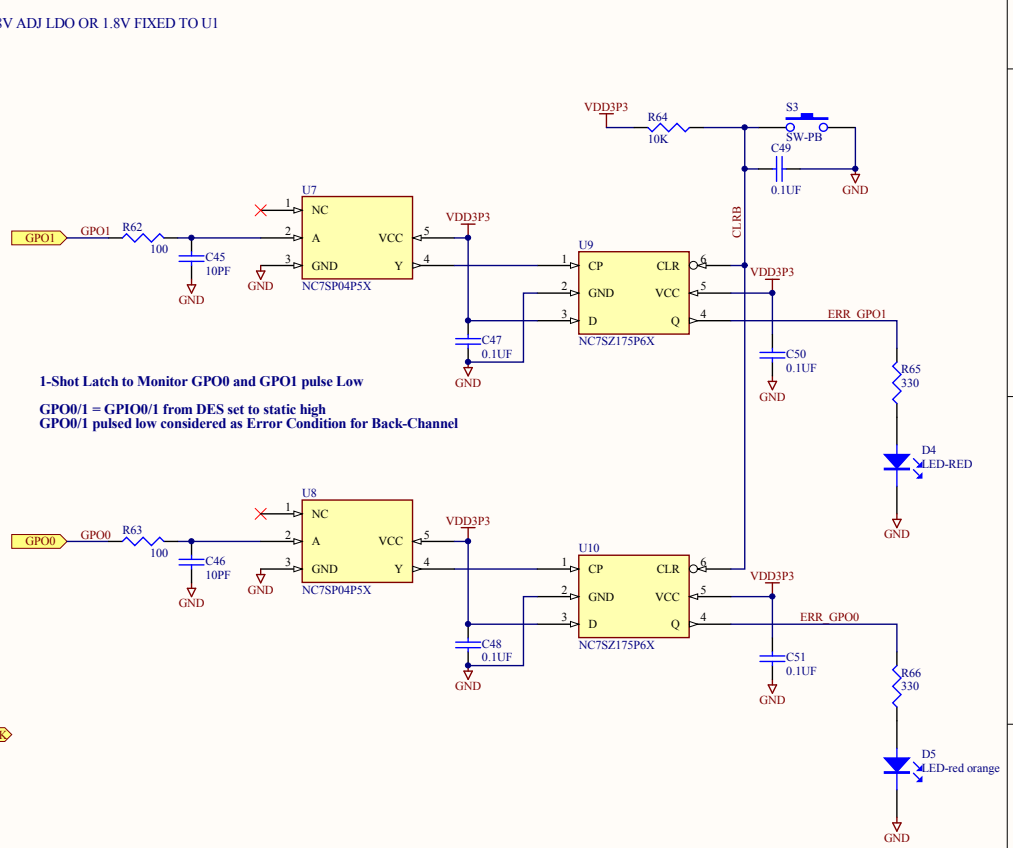 V ADJ LDO OR 1.8V FIXED TO U1
VDD3P3
R64
10K
S3
SW-PB
C49
0.1UF
GND
CLRB
U7
1
NC
2
A
VCC
5
3
GND
Y
4
NC7SP04P5X
GPO1
GPO1
R62
100
C45
10PF
GND
GND
VDD3P3
C47
0.1UF
GND
U9
1
CP
CLR
6
2
GND
VCC
5
3
D
Q
4
NC7SZ175P6X
VDD3P3
C50
0.1UF
GND
ERR_GPO1
R65
330
D4
LED-RED
GND
1-Shot Latch to Monitor GPO0 and GPO1 pulse Low
GPO0/1 = GPIO0/1 from DES set to static high
GPO0/1 pulsed low considered as Error Condition for Back-Channel
U8
1
NC
2
A
VCC
5
3
GND
Y
4
NC7SP04P5X
GPO0
GPO0
R63
100
C46
10PF
GND
GND
VDD3P3
C48
0.1UF
GND
U10
1
CP
CLR
6
2
GND
VCC
5
3
D
Q
4
NC7SZ175P6X
VDD3P3
C51
0.1UF
GND
ERR_GPO0
R66
330
D5
LED-red orange
GND
K